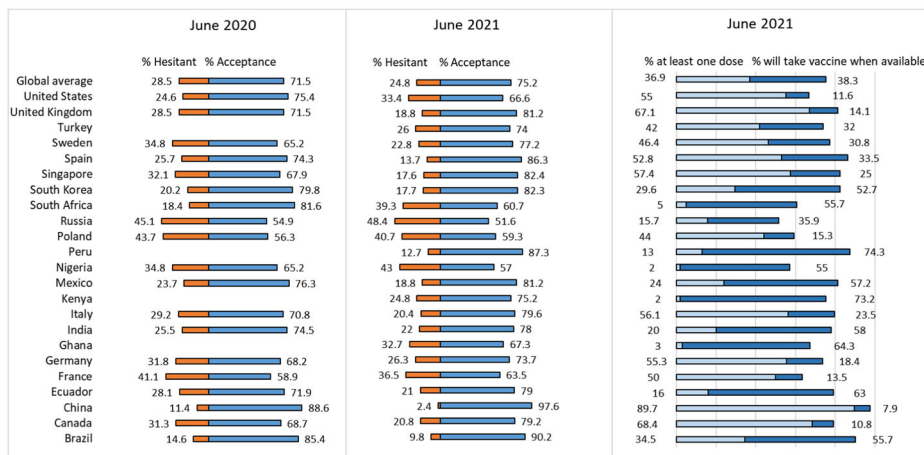 June 2020 June 2021 June 2021
% Hesitant % Acceptance % Hesitant % Acceptance % at least one dose % will take vaccine when available
Global average 28.5 71.5 24.8 75.2 36.9 38.3
United States 24.6 75.4 33.4 66.6 55 11.6
United Kingdom 28.5 71.5 18.8 81.2 67.1 14.1
Turkey 26 74 42 32
Sweden 34.8 65.2 22.8 77.2 46.4 30.8
Spain 25.7 74.3 13.7 86.3 52.8 33.5
Singapore 32.1 67.9 17.6 82.4 57.4 25
South Korea 20.2 79.8 17.7 82.3 29.6 52.7
South Africa 18.4 81.6 39.3 60.7 5 55.7
Russia 45.1 54.9 48.4 51.6 15.7 35.9
Poland 43.7 56.3 40.7 59.3 44 15.3
Peru 12.7 87.3 13 74.3
Nigeria 34.8 65.2 43 57 2 55
Mexico 23.7 76.3 18.8 81.2 24 57.2
Kenya 24.8 75.2 2 73.2
Italy 29.2 70.8 20.4 79.6 56.1 23.5
India 25.5 74.5 22 78 20 58
Ghana 32.7 67.3 3 64.3
Germany 31.8 68.2 26.3 73.7 55.3 18.4
France 41.1 58.9 36.5 63.5 50 13.5
Ecuador 28.1 71.9 21 79 16 63
China 11.4 88.6 2.4 97.6 89.7 7.9
Canada 31.3 68.7 20.8 79.2 68.4 10.8
Brazil 14.6 85.4 9.8 90.2 34.5 55.7